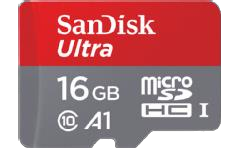 SanDisk
Ultra
16GB
micro
SD
HC I
10 A1